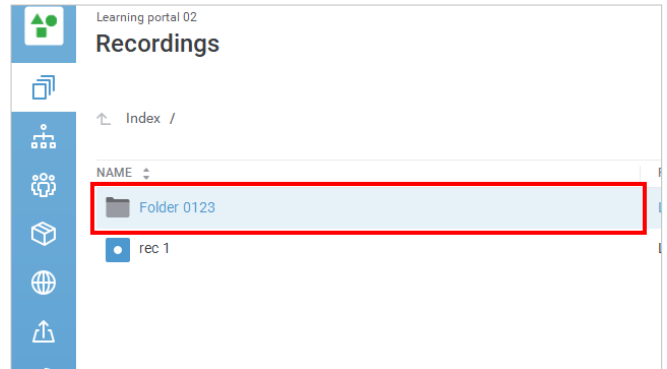 Learning portal 02
Recordings
Index /
NAME
Folder 0123
rec 1